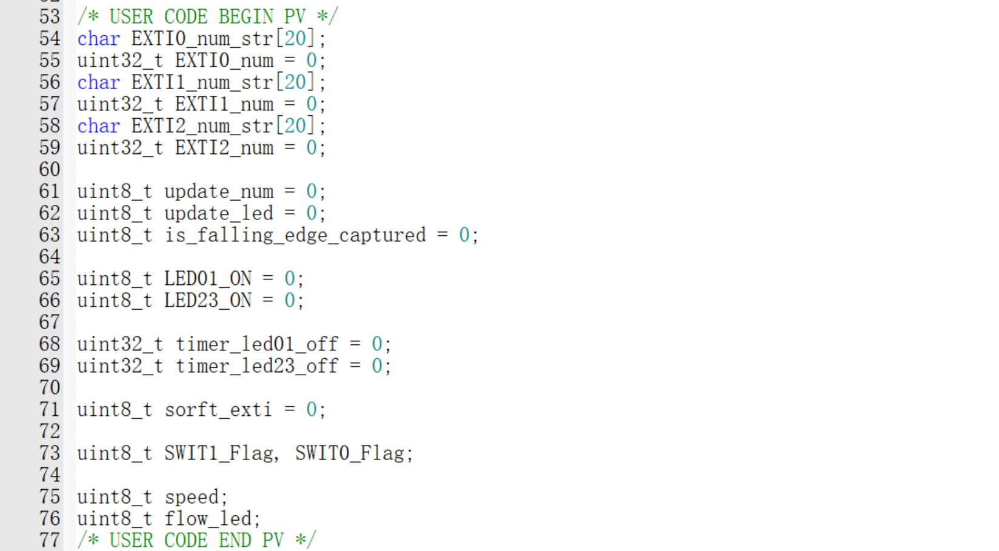 53 /* USER CODE BEGIN PV */
54 char EXTI0_num_str[20];
55 uint32_t EXTI0_num = 0;
56 char EXTI1_num_str[20];
57 uint32_t EXTI1_num = 0;
58 char EXTI2_num_str[20];
59 uint32_t EXTI2_num = 0;
60
61 uint8_t update_num = 0;
62 uint8_t update_led = 0;
63 uint8_t is_falling_edge_captured = 0;
64
65 uint8_t LED01_ON = 0;
66 uint8_t LED23_ON = 0;
67
68 uint32_t timer_led01_off = 0;
69 uint32_t timer_led23_off = 0;
70
71 uint8_t sorft_exti = 0;
72
73 uint8_t SWIT1_Flag, SWIT0_Flag;
74
75 uint8_t speed;
76 uint8_t flow_led;
77 /* USER CODE END PV */